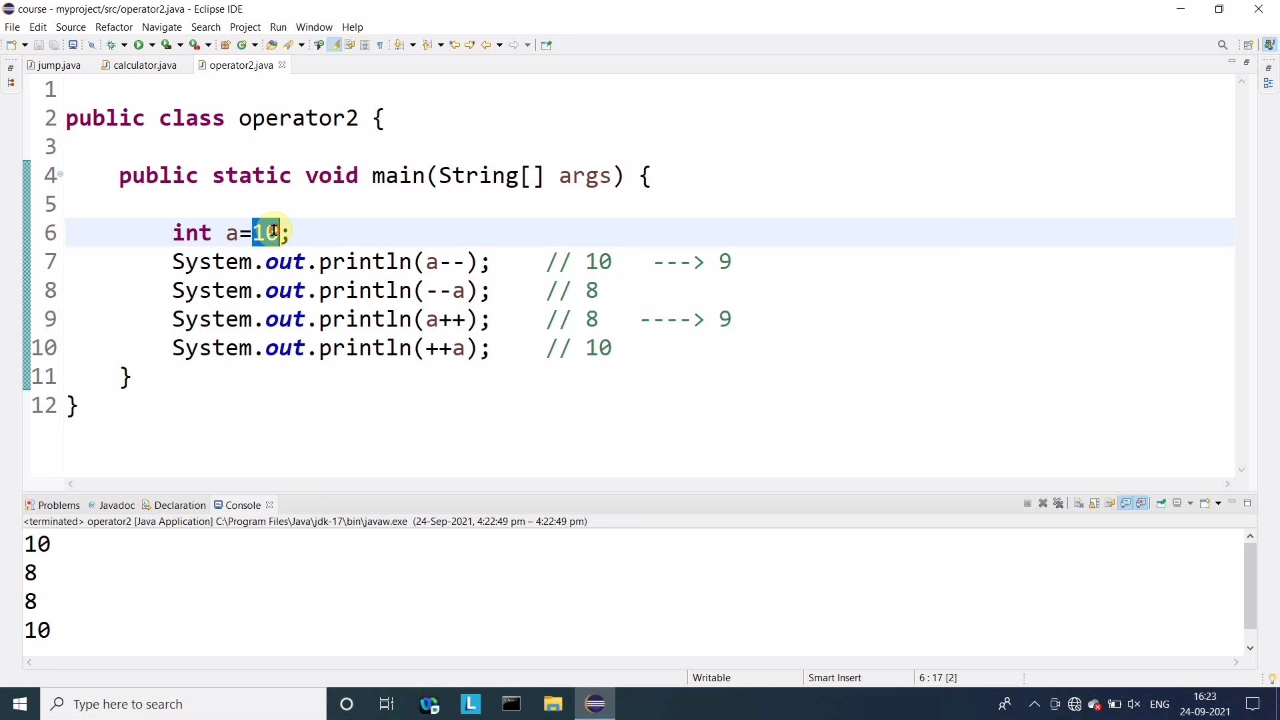 course - myproject/src/operator2.java - Eclipse IDE
File Edit Source Refactor Navigate Search Project Run Window Help
jump.java calculator.java operator2.java
1
2 public class operator2 {
3
4 public static void main(String[] args) {
5
6 int a=10;
7 System.out.println(a--); // 10 ---> 9
8 System.out.println(--a); // 8
9 System.out.println(a++); // 8 ----> 9
10 System.out.println(++a); // 10
11 }
12 }
Problems Javadoc Declaration Console
<terminated> operator2 [Java Application] C:\Program Files\Java\jdk-17\bin\javaw.exe (24-Sep-2021, 4:22:49 pm – 4:22:49 pm)
10
8
8
10
Writable Smart Insert 6 : 17 [2]
Type here to search L ENG 16:23
24-09-2021